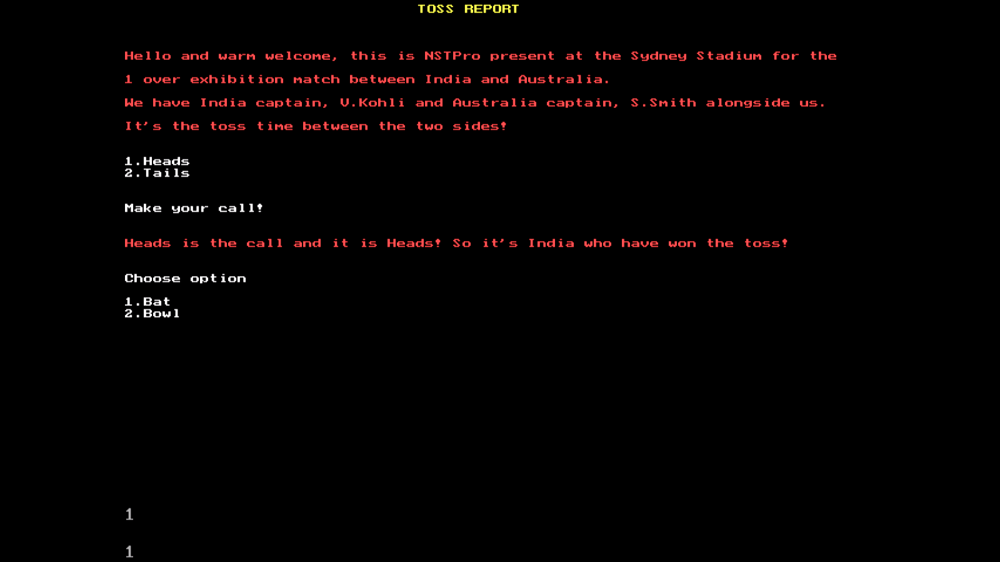 TOSS REPORT
Hello and warm welcome, this is NSTPro present at the Sydney Stadium for the
1 over exhibition match between India and Australia.
We have India captain, V.Kohli and Australia captain, S.Smith alongside us.
It's the toss time between the two sides!
1.Heads
2.Tails
Make your call!
Heads is the call and it is Heads! So it's India who have won the toss!
Choose option
1.Bat
2.Bowl
1
1